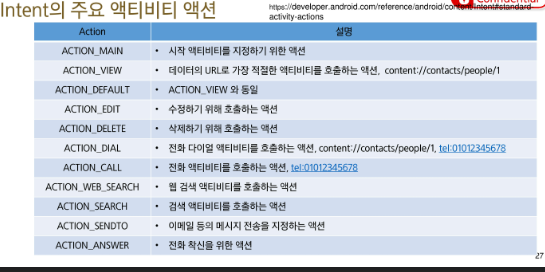 Intent의 주요 액티비티 액션
https://developer.android.com/reference/android/content/Intent#standard-
activity-actions
Confidential
Action 설명
ACTION_MAIN • 시작 액티비티를 지정하기 위한 액션
ACTION_VIEW • 데이터의 URL로 가장 적절한 액티비티를 호출하는 액션, content://contacts/people/1
ACTION_DEFAULT • ACTION_VIEW 와 동일
ACTION_EDIT • 수정하기 위해 호출하는 액션
ACTION_DELETE • 삭제하기 위해 호출하는 액션
ACTION_DIAL • 전화 다이얼 액티비티를 호출하는 액션, content://contacts/people/1, tel:01012345678
ACTION_CALL • 전화 액티비티를 호출하는 액션, tel:01012345678
ACTION_WEB_SEARCH • 웹 검색 액티비티를 호출하는 액션
ACTION_SEARCH • 검색 액티비티를 호출하는 액션
ACTION_SENDTO • 이메일 등의 메시지 전송을 지정하는 액션
ACTION_ANSWER • 전화 착신을 위한 액션
27